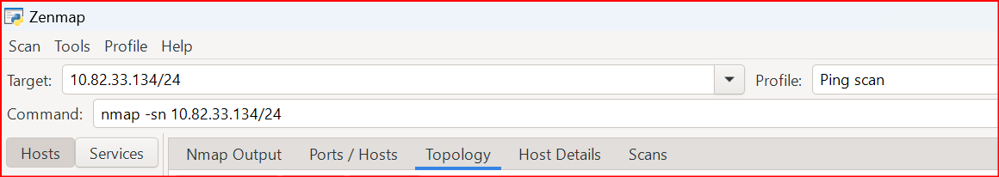 Zenmap
Scan Tools Profile Help
Target: 10.82.33.134/24 Profile: Ping scan
Command: nmap -sn 10.82.33.134/24
Hosts Services Nmap Output Ports / Hosts Topology Host Details Scans